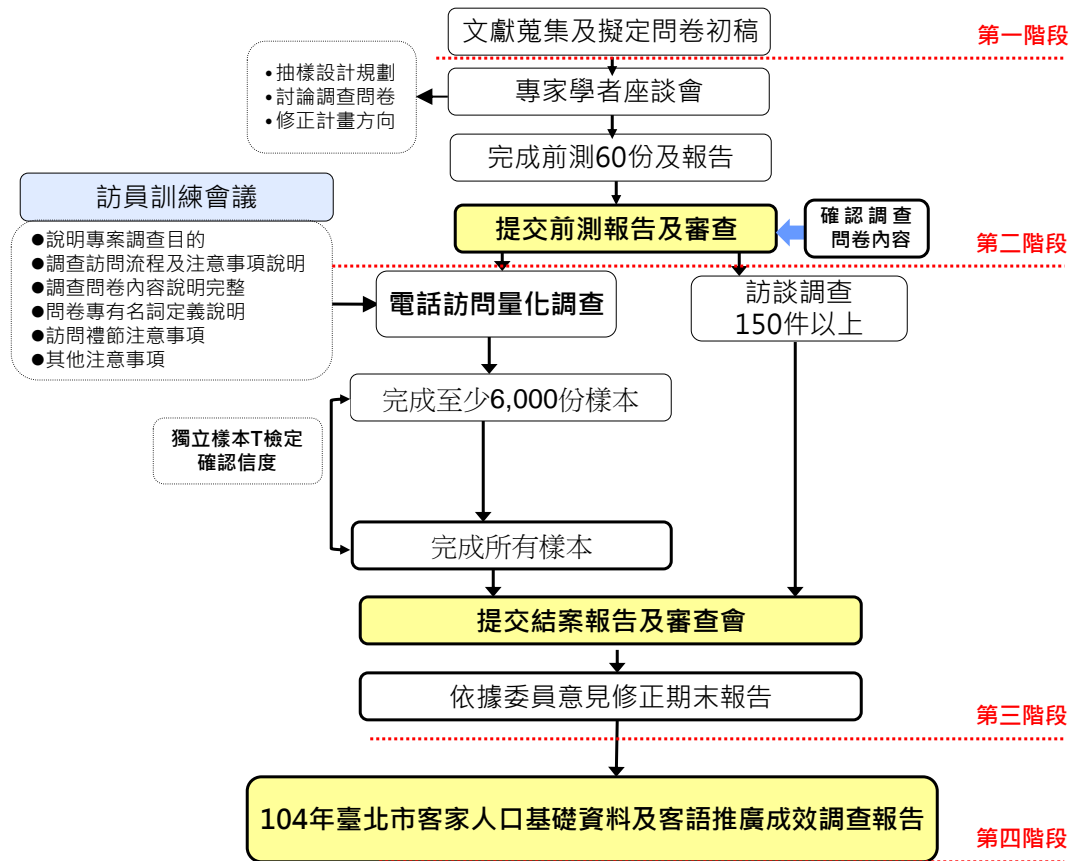 文獻蒐集及擬定問卷初稿
第一階段
•抽樣設計規劃
•討論調查問卷
•修正計畫方向
專家學者座談會
完成前測60份及報告
訪員訓練會議
●說明專案調查目的
●調查訪問流程及注意事項說明
●調查問卷內容說明完整
●問卷專有名詞定義說明
●訪問禮節注意事項
●其他注意事項
提交前測報告及審查
確認調查
問卷內容
第二階段
電話訪問量化調查
訪談調查
150件以上
完成至少6,000份樣本
獨立樣本T檢定
確認信度
完成所有樣本
提交結案報告及審查會
依據委員意見修正期末報告
第三階段
104年臺北市客家人口基礎資料及客語推廣成效調查報告
第四階段